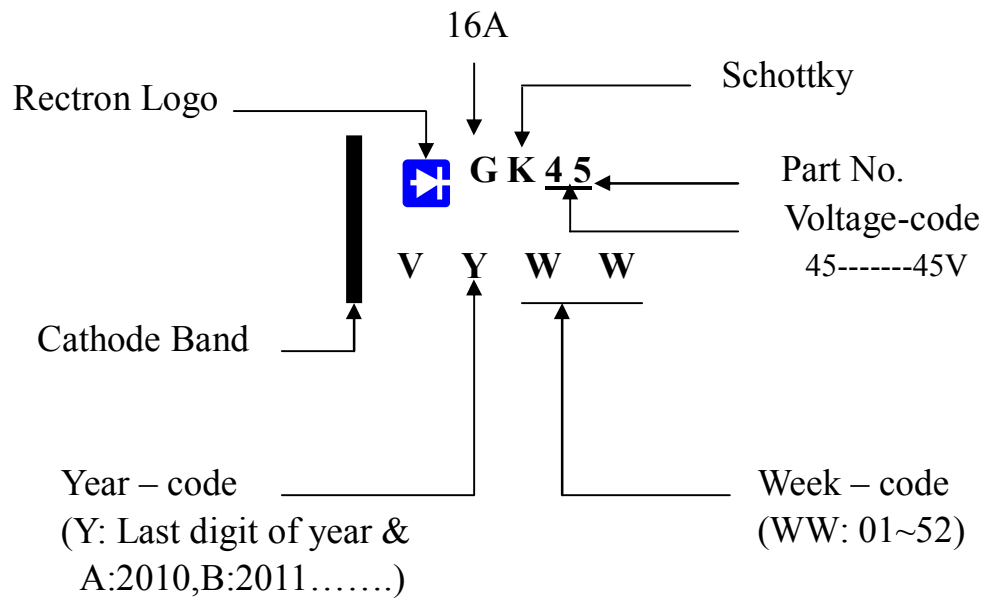 16A
Schottky
Rectron Logo
G K 4 5
Part No.
Voltage-code
45-------45V
V Y W W
Cathode Band
Year – code
(Y: Last digit of year &
A:2010,B:2011…….)
Week – code
(WW: 01~52)